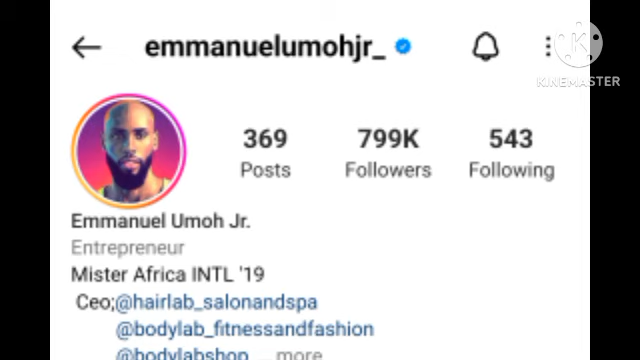 emmanuelumohjr_
KINEMASTER
369 799K 543
Posts Followers Following
Emmanuel Umoh Jr.
Entrepreneur
Mister Africa INTL '19
Ceo;@hairlab_salonandspa
@bodylab_fitnessandfashion
@bodylabshop ... more